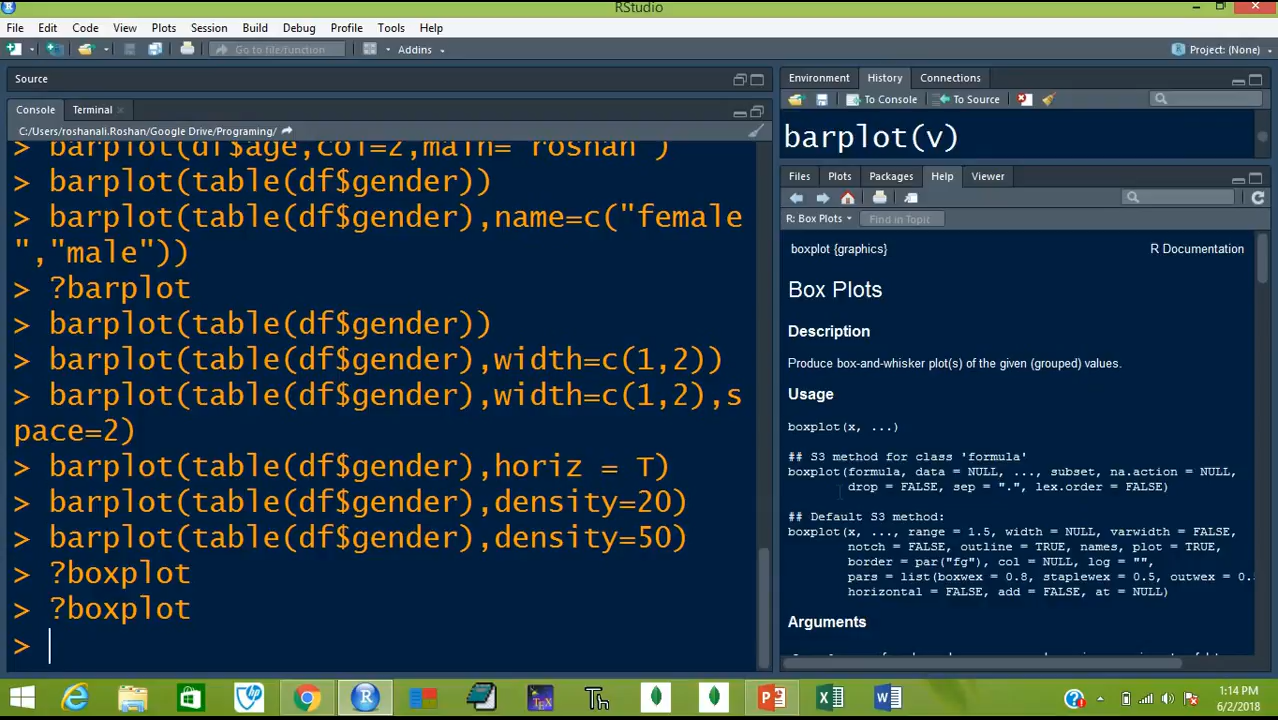 RStudio
File Edit Code View Plots Session Build Debug Profile Tools Help
Go to file/function Addins Project: (None)
Source
Console Terminal
C:/Users/roshanali.Roshan/Google Drive/Programing/
> barplot(df$age,col=2,main="roshan")
> barplot(table(df$gender))
> barplot(table(df$gender),name=c("female
","male"))
> ?barplot
> barplot(table(df$gender))
> barplot(table(df$gender),width=c(1,2))
> barplot(table(df$gender),width=c(1,2),s
pace=2)
> barplot(table(df$gender),horiz = T)
> barplot(table(df$gender),density=20)
> barplot(table(df$gender),density=50)
> ?boxplot
> ?boxplot
>
Environment History Connections
To Console To Source
barplot(v)
Files Plots Packages Help Viewer
R: Box Plots Find in Topic
boxplot {graphics} R Documentation
Box Plots
Description
Produce box-and-whisker plot(s) of the given (grouped) values.
Usage
boxplot(x, ...)
## S3 method for class 'formula'
boxplot(formula, data = NULL, ..., subset, na.action = NULL,
drop = FALSE, sep = ".", lex.order = FALSE)
## Default S3 method:
boxplot(x, ..., range = 1.5, width = NULL, varwidth = FALSE,
notch = FALSE, outline = TRUE, names, plot = TRUE,
border = par("fg"), col = NULL, log = "",
pars = list(boxwex = 0.8, staplewex = 0.5, outwex = 0.
horizontal = FALSE, add = FALSE, at = NULL)
Arguments
1:14 PM
6/2/2018